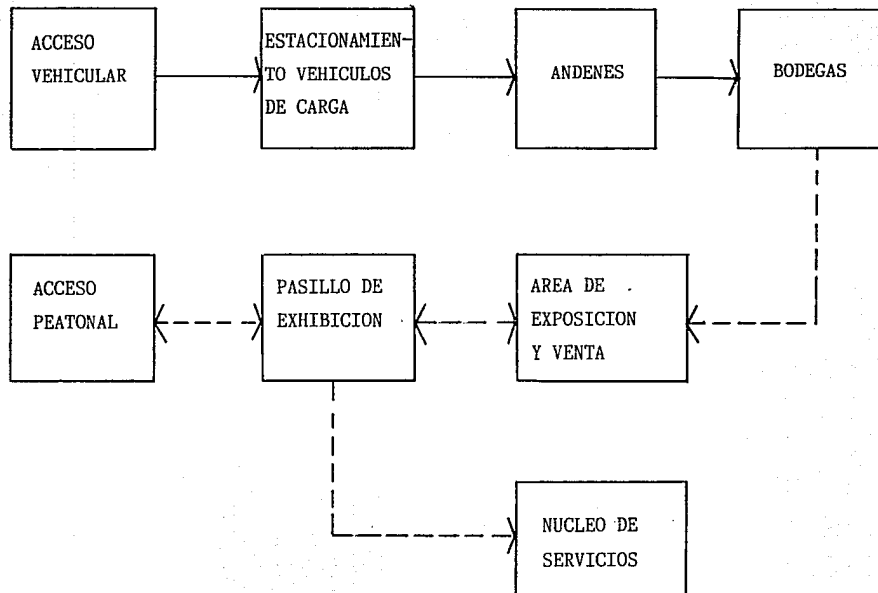 ACCESO
VEHICULAR
ESTACIONAMIEN-
TO VEHICULOS
DE CARGA
ANDENES
BODEGAS
ACCESO
PEATONAL
PASILLO DE
EXHIBICION
AREA DE
EXPOSICION
Y VENTA
NUCLEO DE
SERVICIOS